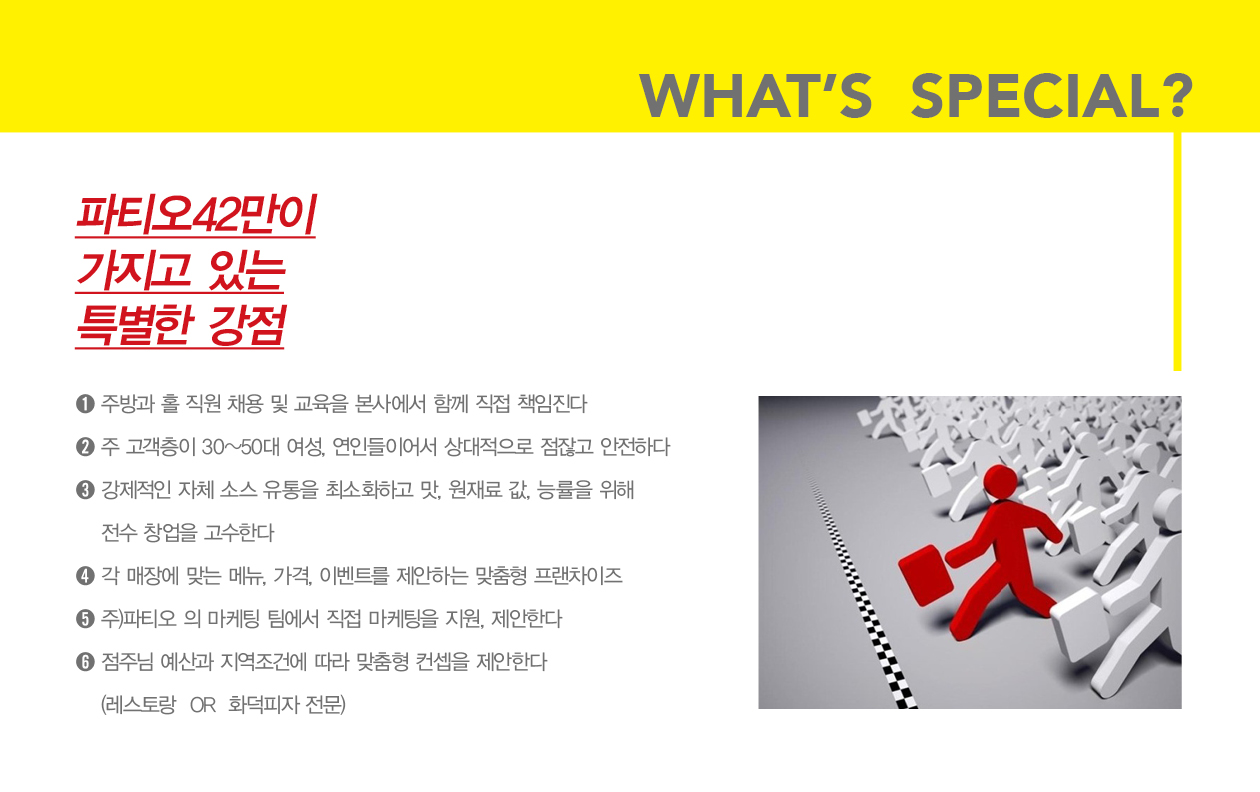 WHAT'S SPECIAL?
파티오42만이
가지고 있는
특별한 강점
❶ 주방과 홀 직원 채용 및 교육을 본사에서 함께 직접 책임진다
❷ 주 고객층이 30~50대 여성, 연인들이어서 상대적으로 점잖고 안전하다
❸ 강제적인 자체 소스 유통을 최소화하고 맛, 원재료 값, 능률을 위해
전수 창업을 고수한다
❹ 각 매장에 맞는 메뉴, 가격, 이벤트를 제안하는 맞춤형 프랜차이즈
❺ 주)파티오 의 마케팅 팀에서 직접 마케팅을 지원, 제안한다
❻ 점주님 예산과 지역조건에 따라 맞춤형 컨셉을 제안한다
(레스토랑 OR 화덕피자 전문)